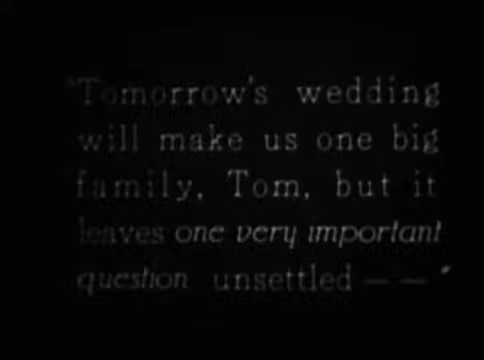 "Tomorrow's wedding
will make us one big
family, Tom, but it
leaves one very important
question unsettled — — "